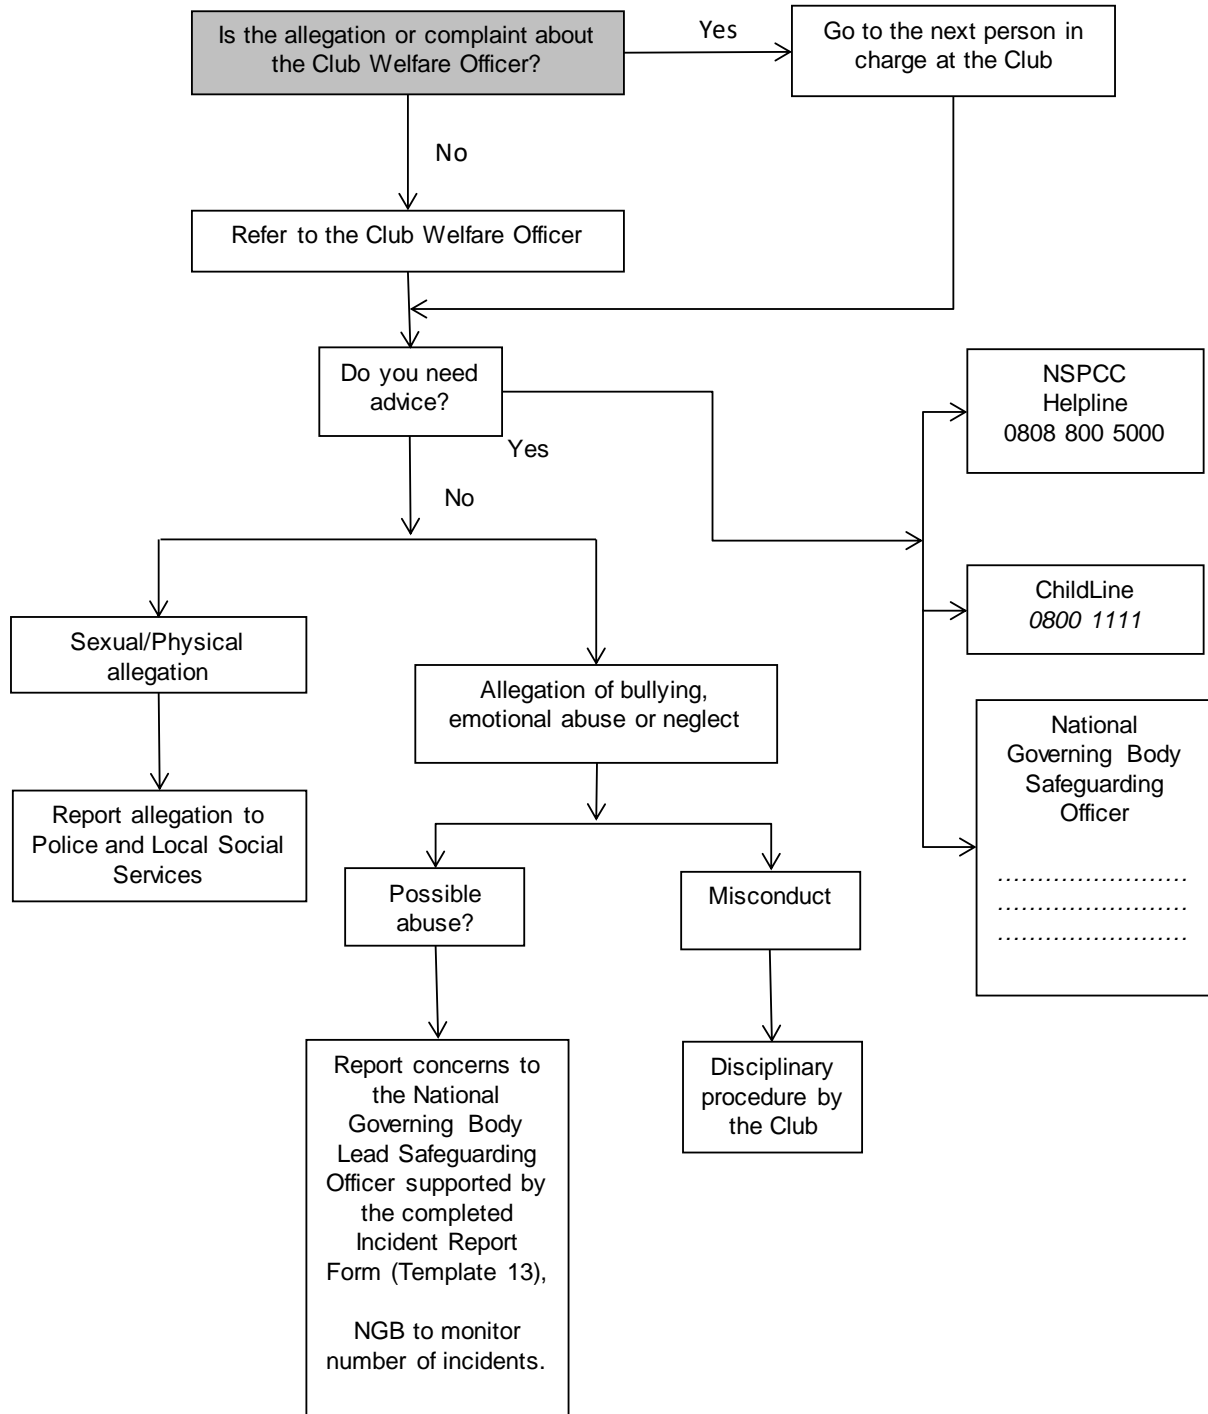 Is the allegation or complaint about
the Club Welfare Officer?
Yes
Go to the next person in
charge at the Club
No
Refer to the Club Welfare Officer
Do you need
advice?
Yes
No
NSPCC
Helpline
0808 800 5000
ChildLine
0800 1111
National
Governing Body
Safeguarding
Officer
........................
........................
........................
Sexual/Physical
allegation
Allegation of bullying,
emotional abuse or neglect
Report allegation to
Police and Local Social
Services
Possible
abuse?
Misconduct
Report concerns to
the National
Governing Body
Lead Safeguarding
Officer supported by
the completed
Incident Report
Form (Template 13),
NGB to monitor
number of incidents.
Disciplinary
procedure by
the Club